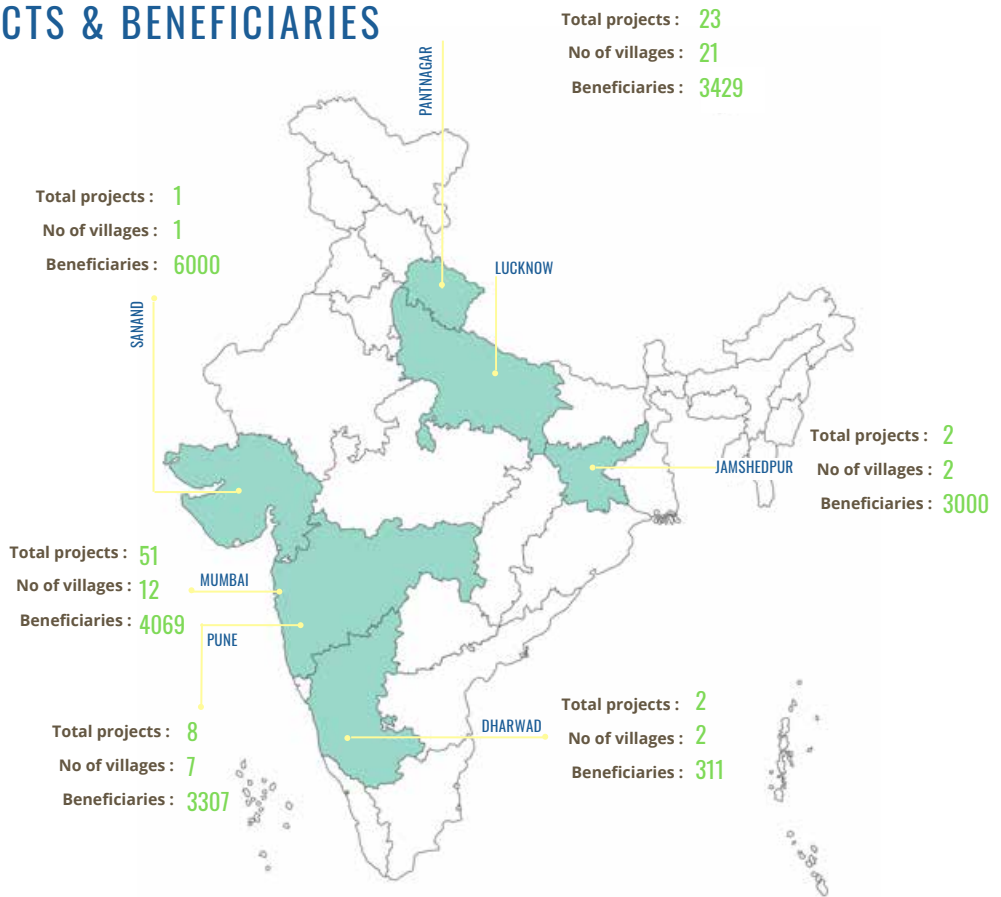 CTS & BENEFICIARIES
Total projects : 23
No of villages : 21
Beneficiaries : 3429
PANTNAGAR
Total projects : 1
No of villages : 1
Beneficiaries : 6000
SANAND
LUCKNOW
Total projects : 2
No of villages : 2
Beneficiaries : 3000
JAMSHEDPUR
Total projects : 51
No of villages : 12
Beneficiaries : 4069
MUMBAI
PUNE
Total projects : 8
No of villages : 7
Beneficiaries : 3307
DHARWAD
Total projects : 2
No of villages : 2
Beneficiaries : 311